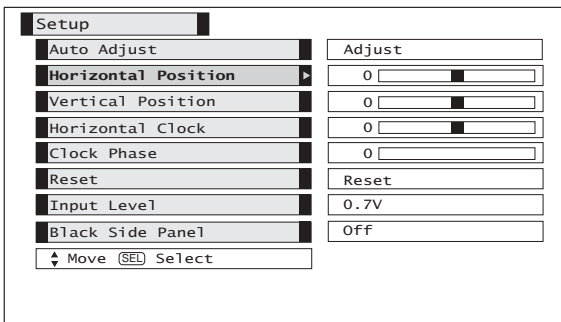 Setup
Auto Adjust Adjust
Horizontal Position 0
Vertical Position 0
Horizontal Clock 0
Clock Phase 0
Reset Reset
Input Level 0.7V
Black Side Panel Off
Move SEL Select